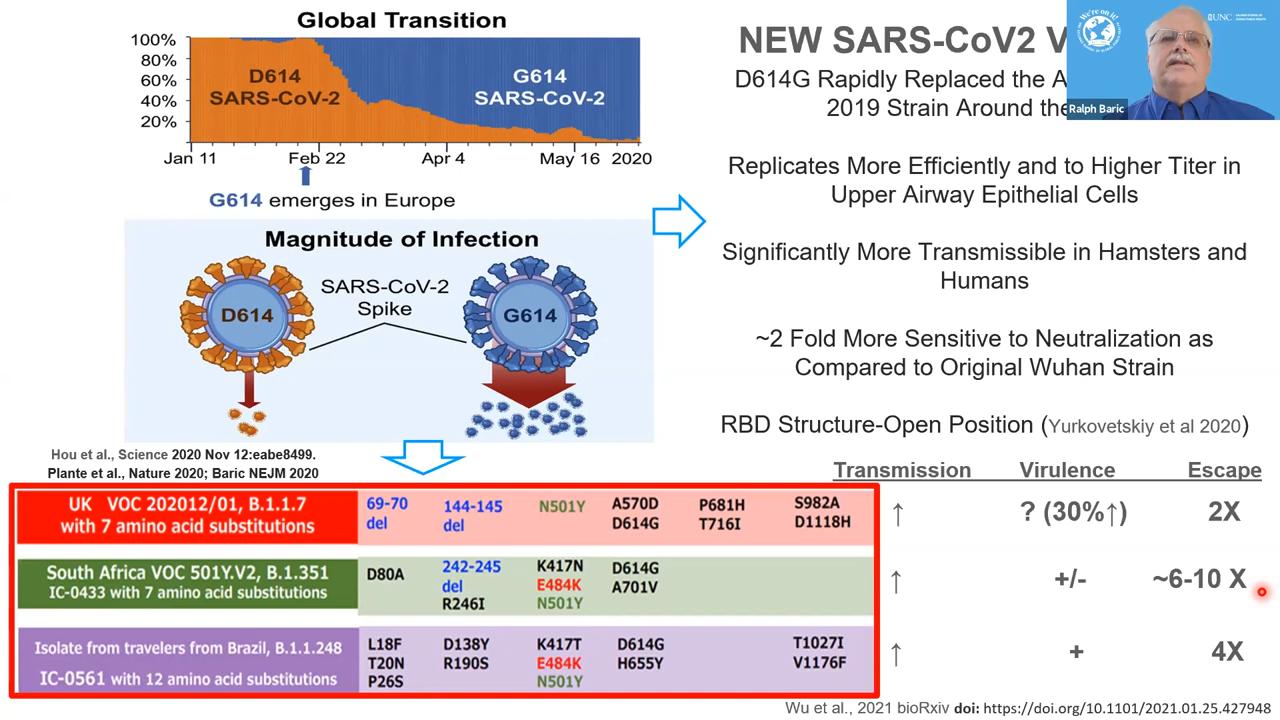 Global Transition
100%
80%
60%
40%
20%
D614
SARS-CoV-2
G614
SARS-CoV-2
Jan 11
Feb 22
Apr 4
May 16
2020
G614 emerges in Europe
Magnitude of Infection
D614
SARS-CoV-2
Spike
G614
Hou et al., Science 2020 Nov 12:eabe8499.
Plante et al., Nature 2020; Baric NEJM 2020
NEW SARS-CoV2 V
D614G Rapidly Replaced the A
2019 Strain Around the
We're on it!
UNC
Ralph Baric
Replicates More Efficiently and to Higher Titer in
Upper Airway Epithelial Cells
Significantly More Transmissible in Hamsters and
Humans
~2 Fold More Sensitive to Neutralization as
Compared to Original Wuhan Strain
RBD Structure-Open Position (Yurkovetskiy et al 2020)
Transmission Virulence Escape
UK VOC 202012/01, B.1.1.7
with 7 amino acid substitutions
69-70
del
144-145
del
N501Y
A570D
D614G
P681H
T716I
S982A
D1118H
↑ ? (30%↑) 2X
South Africa VOC 501Y.V2, B.1.351
IC-0433 with 7 amino acid substitutions
D80A
242-245
del
R246I
K417N
E484K
N501Y
D614G
A701V
↑ +/- ~6-10 X
Isolate from travelers from Brazil, B.1.1.248
IC-0561 with 12 amino acid substitutions
L18F
T20N
P26S
D138Y
R190S
K417T
E484K
N501Y
D614G
H655Y
T1027I
V1176F
↑ + 4X
Wu et al., 2021 bioRxiv doi: https://doi.org/10.1101/2021.01.25.427948